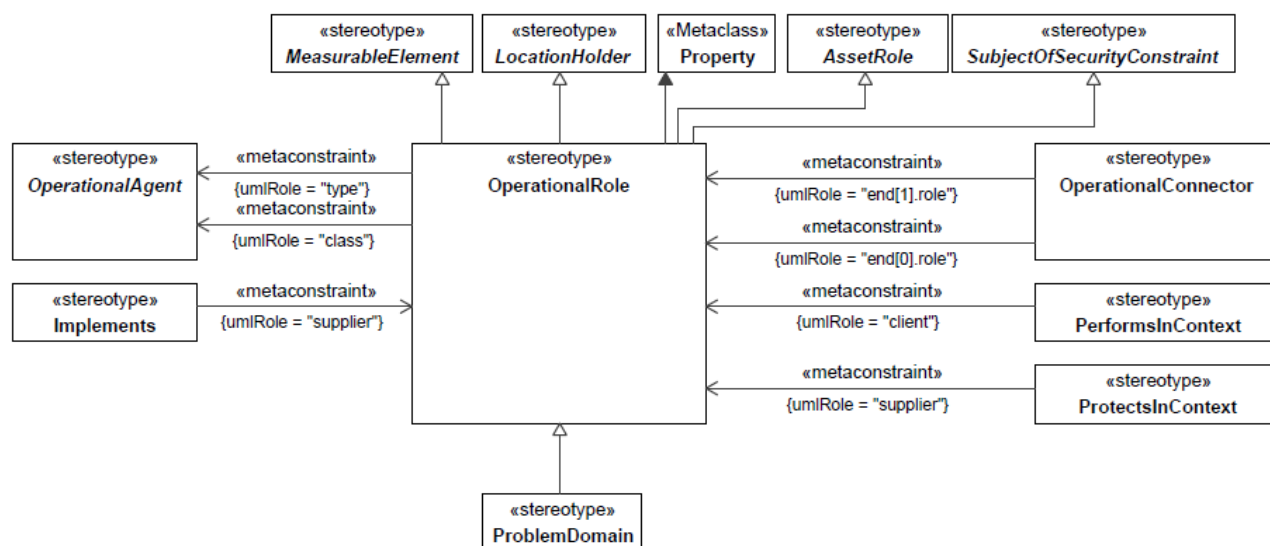 «stereotype»
MeasurableElement
«stereotype»
LocationHolder
«Metaclass»
Property
«stereotype»
AssetRole
«stereotype»
SubjectOfSecurityConstraint
«stereotype»
OperationalAgent
«metaconstraint»
{umlRole = "type"}
«metaconstraint»
{umlRole = "class"}
«stereotype»
OperationalRole
«metaconstraint»
{umlRole = "end[1].role"}
«metaconstraint»
{umlRole = "end[0].role"}
«stereotype»
OperationalConnector
«stereotype»
Implements
«metaconstraint»
{umlRole = "supplier"}
«metaconstraint»
{umlRole = "client"}
«stereotype»
PerformsInContext
«metaconstraint»
{umlRole = "supplier"}
«stereotype»
ProtectsInContext
«stereotype»
ProblemDomain